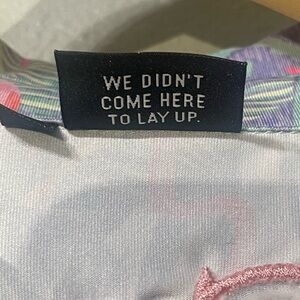 WE DIDN'T
COME HERE
TO LAY UP.